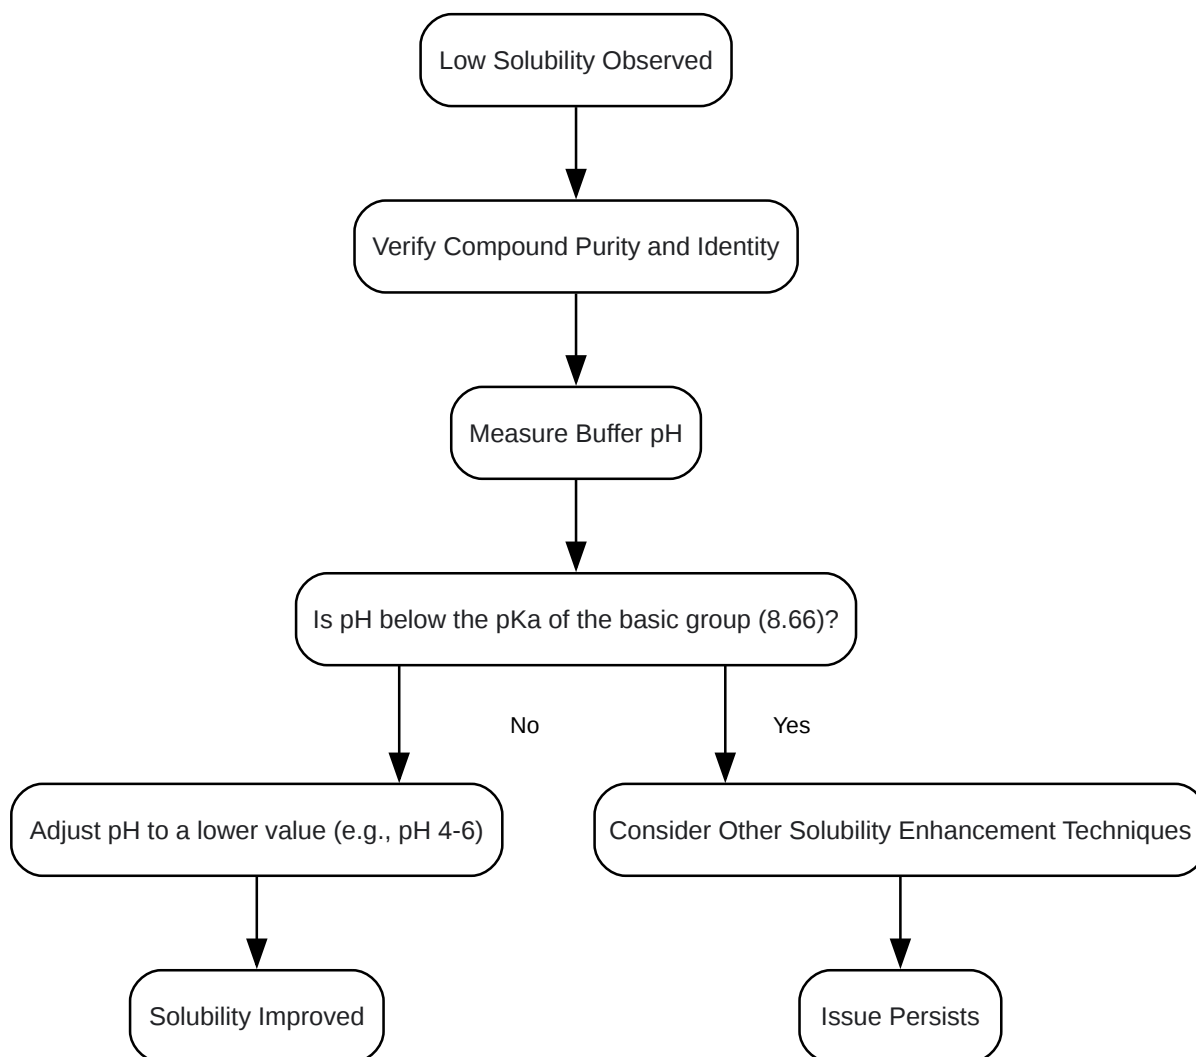 Low Solubility Observed
Verify Compound Purity and Identity
Measure Buffer pH
Is pH below the pKa of the basic group (8.66)?
No
Yes
Adjust pH to a lower value (e.g., pH 4-6)
Consider Other Solubility Enhancement Techniques
Solubility Improved
Issue Persists